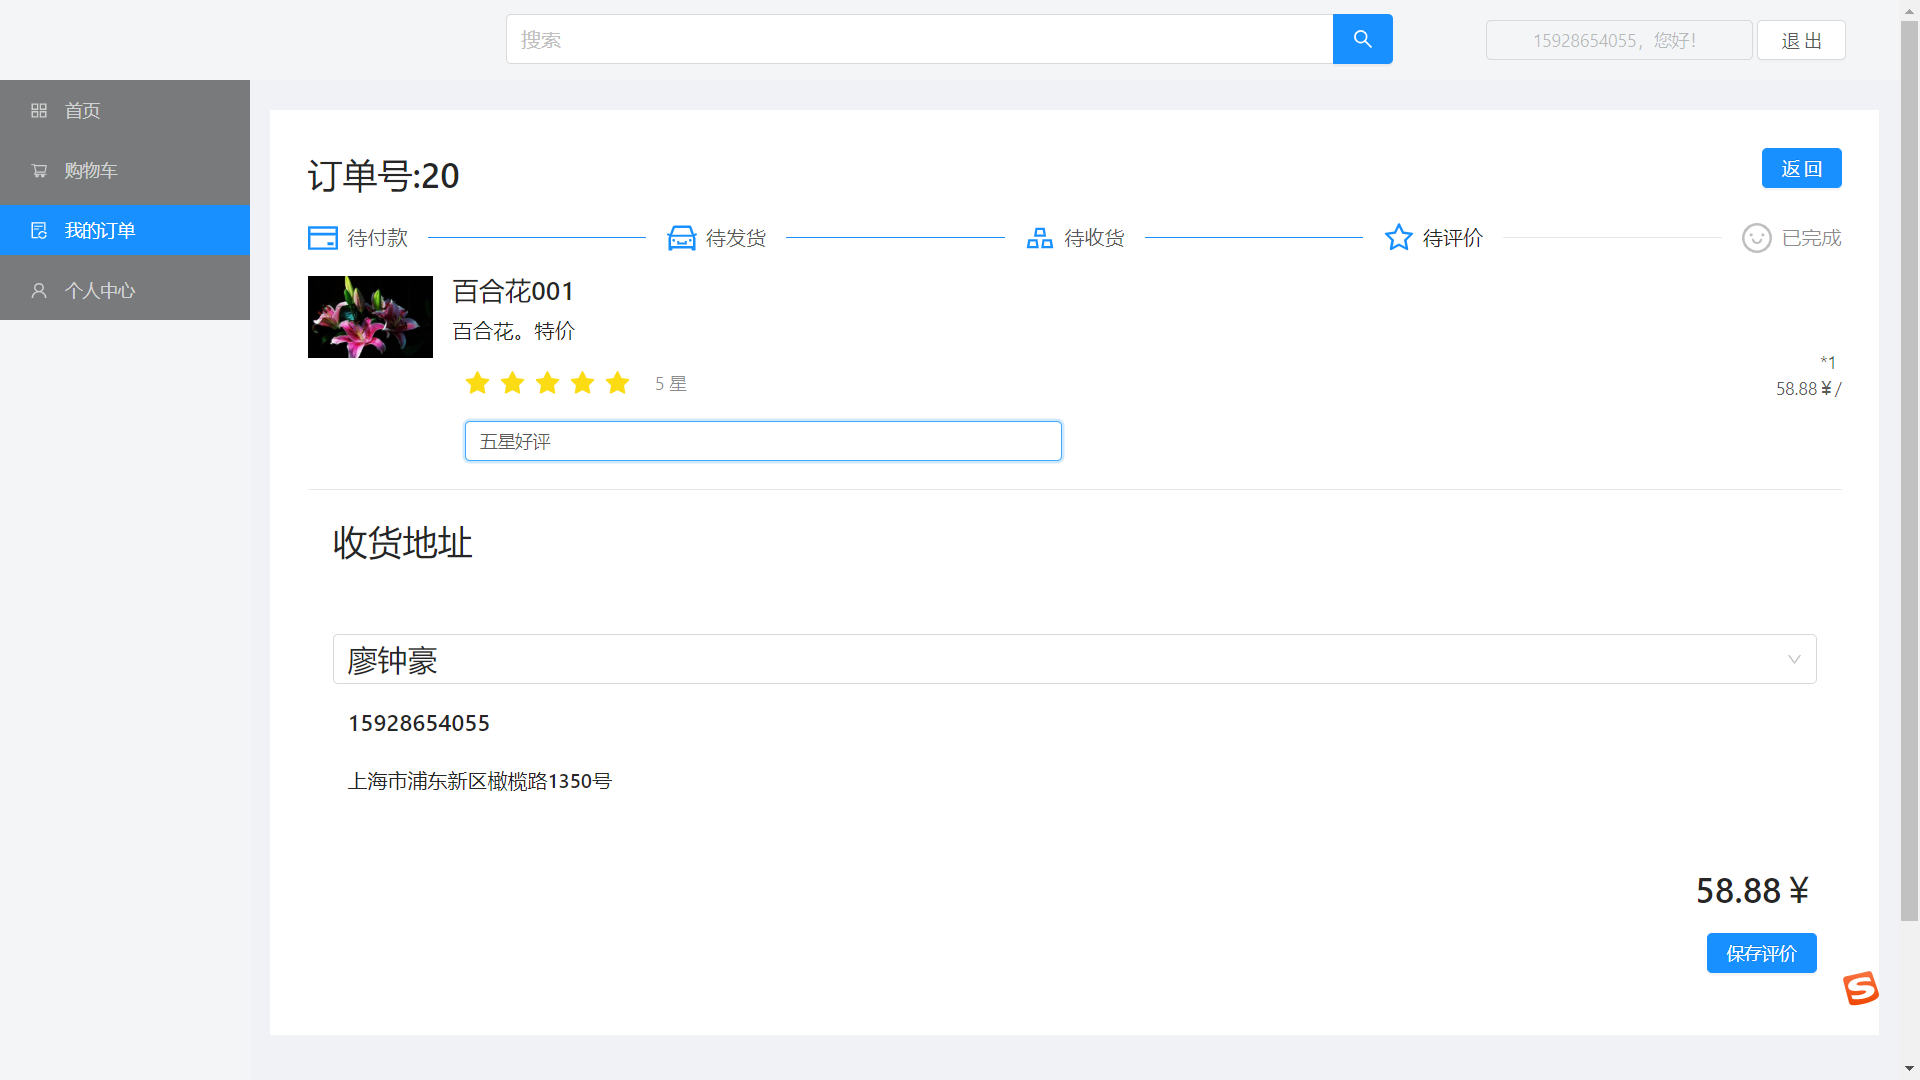 搜索
15928654055，您好！
退 出
首页
购物车
我的订单
个人中心
订单号:20
返 回
待付款
待发货
待收货
待评价
已完成
百合花001
百合花。特价
*1
5 星
58.88￥/
五星好评
收货地址
廖钟豪
15928654055
上海市浦东新区橄榄路1350号
58.88￥
保存评价
S